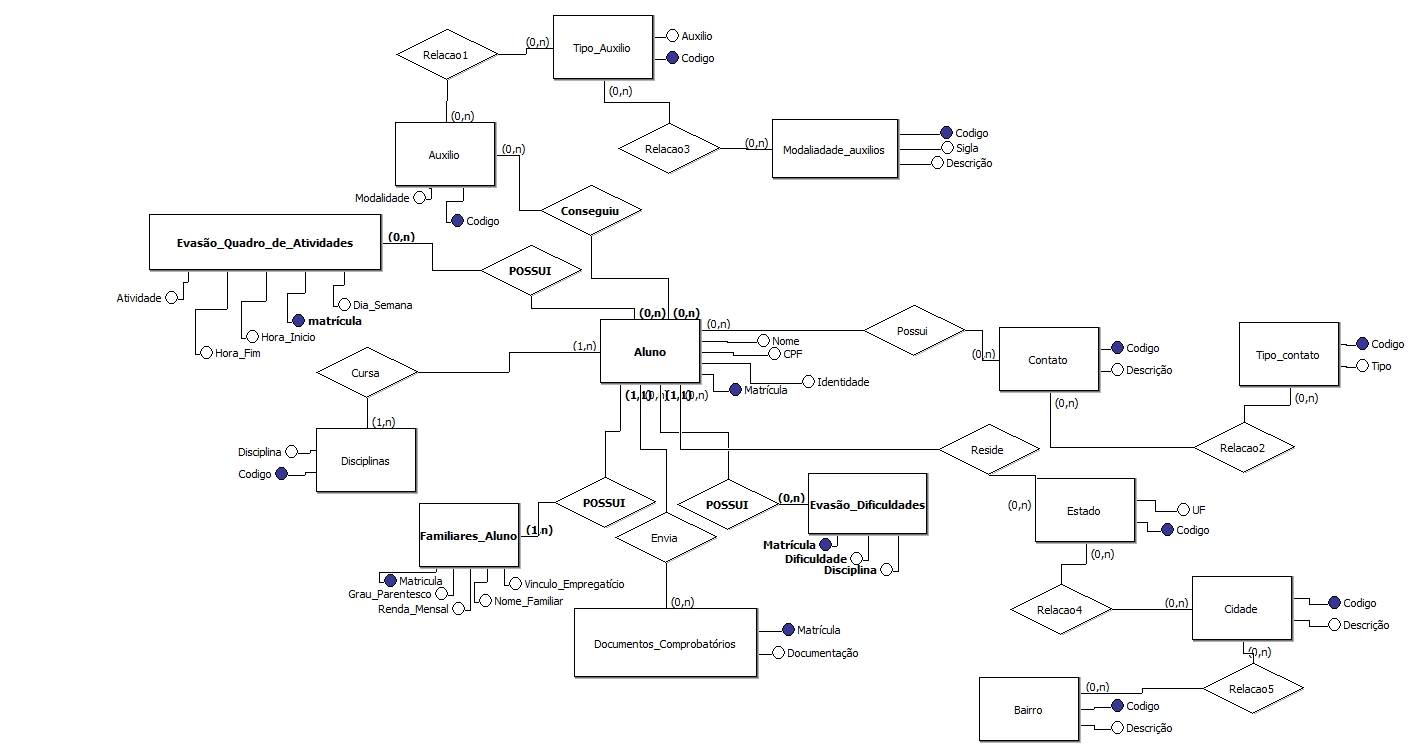 (0,n)
Tipo_Auxilio
Auxilio
Codigo
Relacao1
(0,n)
(0,n)
Auxilio
(0,n)
Relacao3
(0,n)
Modaliadade_auxilios
Codigo
Sigla
Descrição
Modalidade
Codigo
Conseguiu
Evasão_Quadro_de_Atividades
(0,n)
POSSUI
Atividade
Hora_Fim
Hora_Inicio
matrícula
Dia_Semana
(0,n)
(0,n)
Aluno
(1,n)
(0,n)
Nome
CPF
Identidade
Matrícula
Possui
(0,n)
Contato
Codigo
Descrição
Tipo_contato
Codigo
Tipo
(0,n)
(0,n)
Relacao2
Cursa
(1,n)
Disciplinas
Disciplina
Codigo
(1,1)
(0,n)
(1,1)
(0,n)
Reside
(0,n)
Estado
UF
Codigo
(0,n)
POSSUI
(1,n)
Familiares_Aluno
Matricula
Grau_Parentesco
Renda_Mensal
Nome_Familiar
Vinculo_Empregatício
Envia
POSSUI
(0,n)
Evasão_Dificuldades
Matrícula
Dificuldade
Disciplina
(0,n)
Documentos_Comprobatórios
Matrícula
Documentação
Relacao4
(0,n)
Cidade
Codigo
Descrição
(0,n)
Relacao5
(0,n)
Bairro
Codigo
Descrição